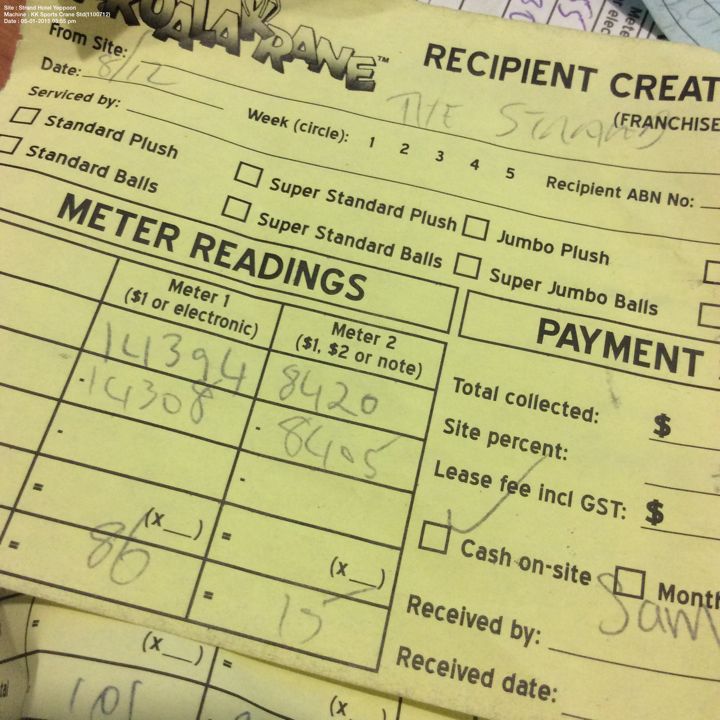 Site : Strand Hotel Yeppoon
Machine : KK Sports Crane Std(1100712)
Date : 05-01-2013 03:55 pm
KOALA KRANE™
RECIPIENT CREAT
(FRANCHISE
From Site:
THE STRAND
Date: 8/12
Serviced by:
Week (circle): 1 2 3 4 5
Recipient ABN No:
Standard Plush
Super Standard Plush
Jumbo Plush
Standard Balls
Super Standard Balls
Super Jumbo Balls
METER READINGS
Meter 1
($1 or electronic)
Meter 2
($1, $2 or note)
14394
8420
- 14308
- 8405
-
-
= (x__)
= (x__)
= 86
= 15
PAYMENT
Total collected: $
Site percent:
Lease fee incl GST: $
Cash on-site
Month
Received by: Sam
Received date:
= (x__)
= (x__)
101